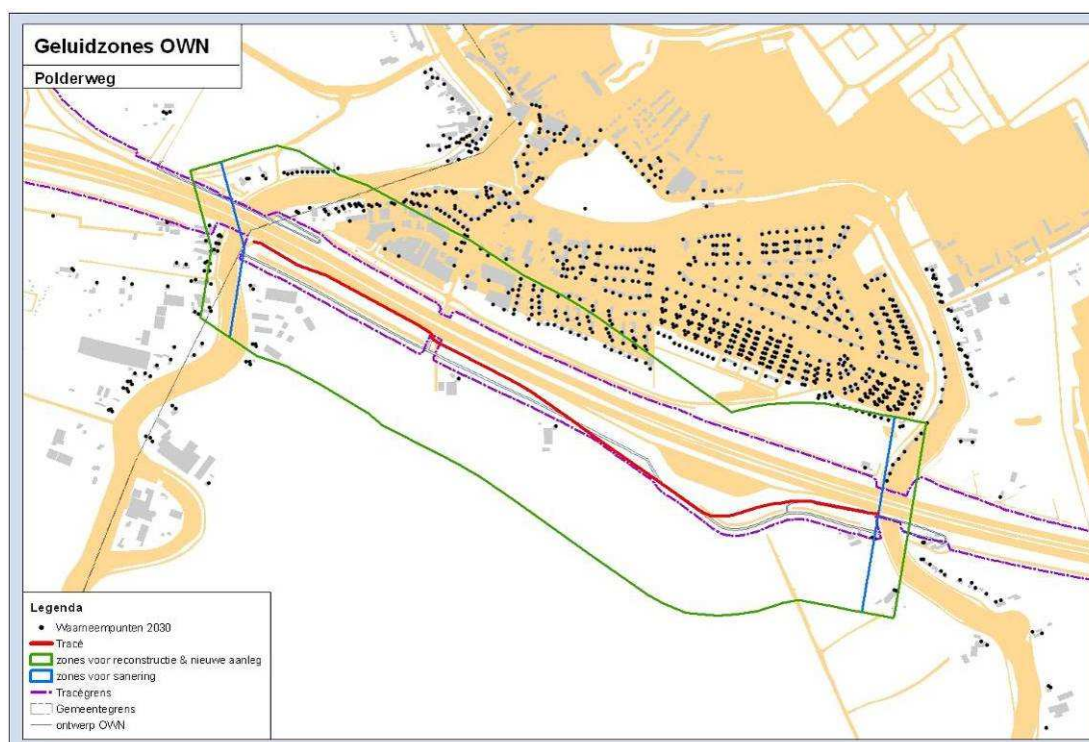 Geluidzones OWN
Polderweg
Legenda
Waarneempunten 2030
Tracé
zones voor reconstructie & nieuwe aanleg
zones voor sanering
Tracégrens
Gemeentegrens
ontwerp OWN